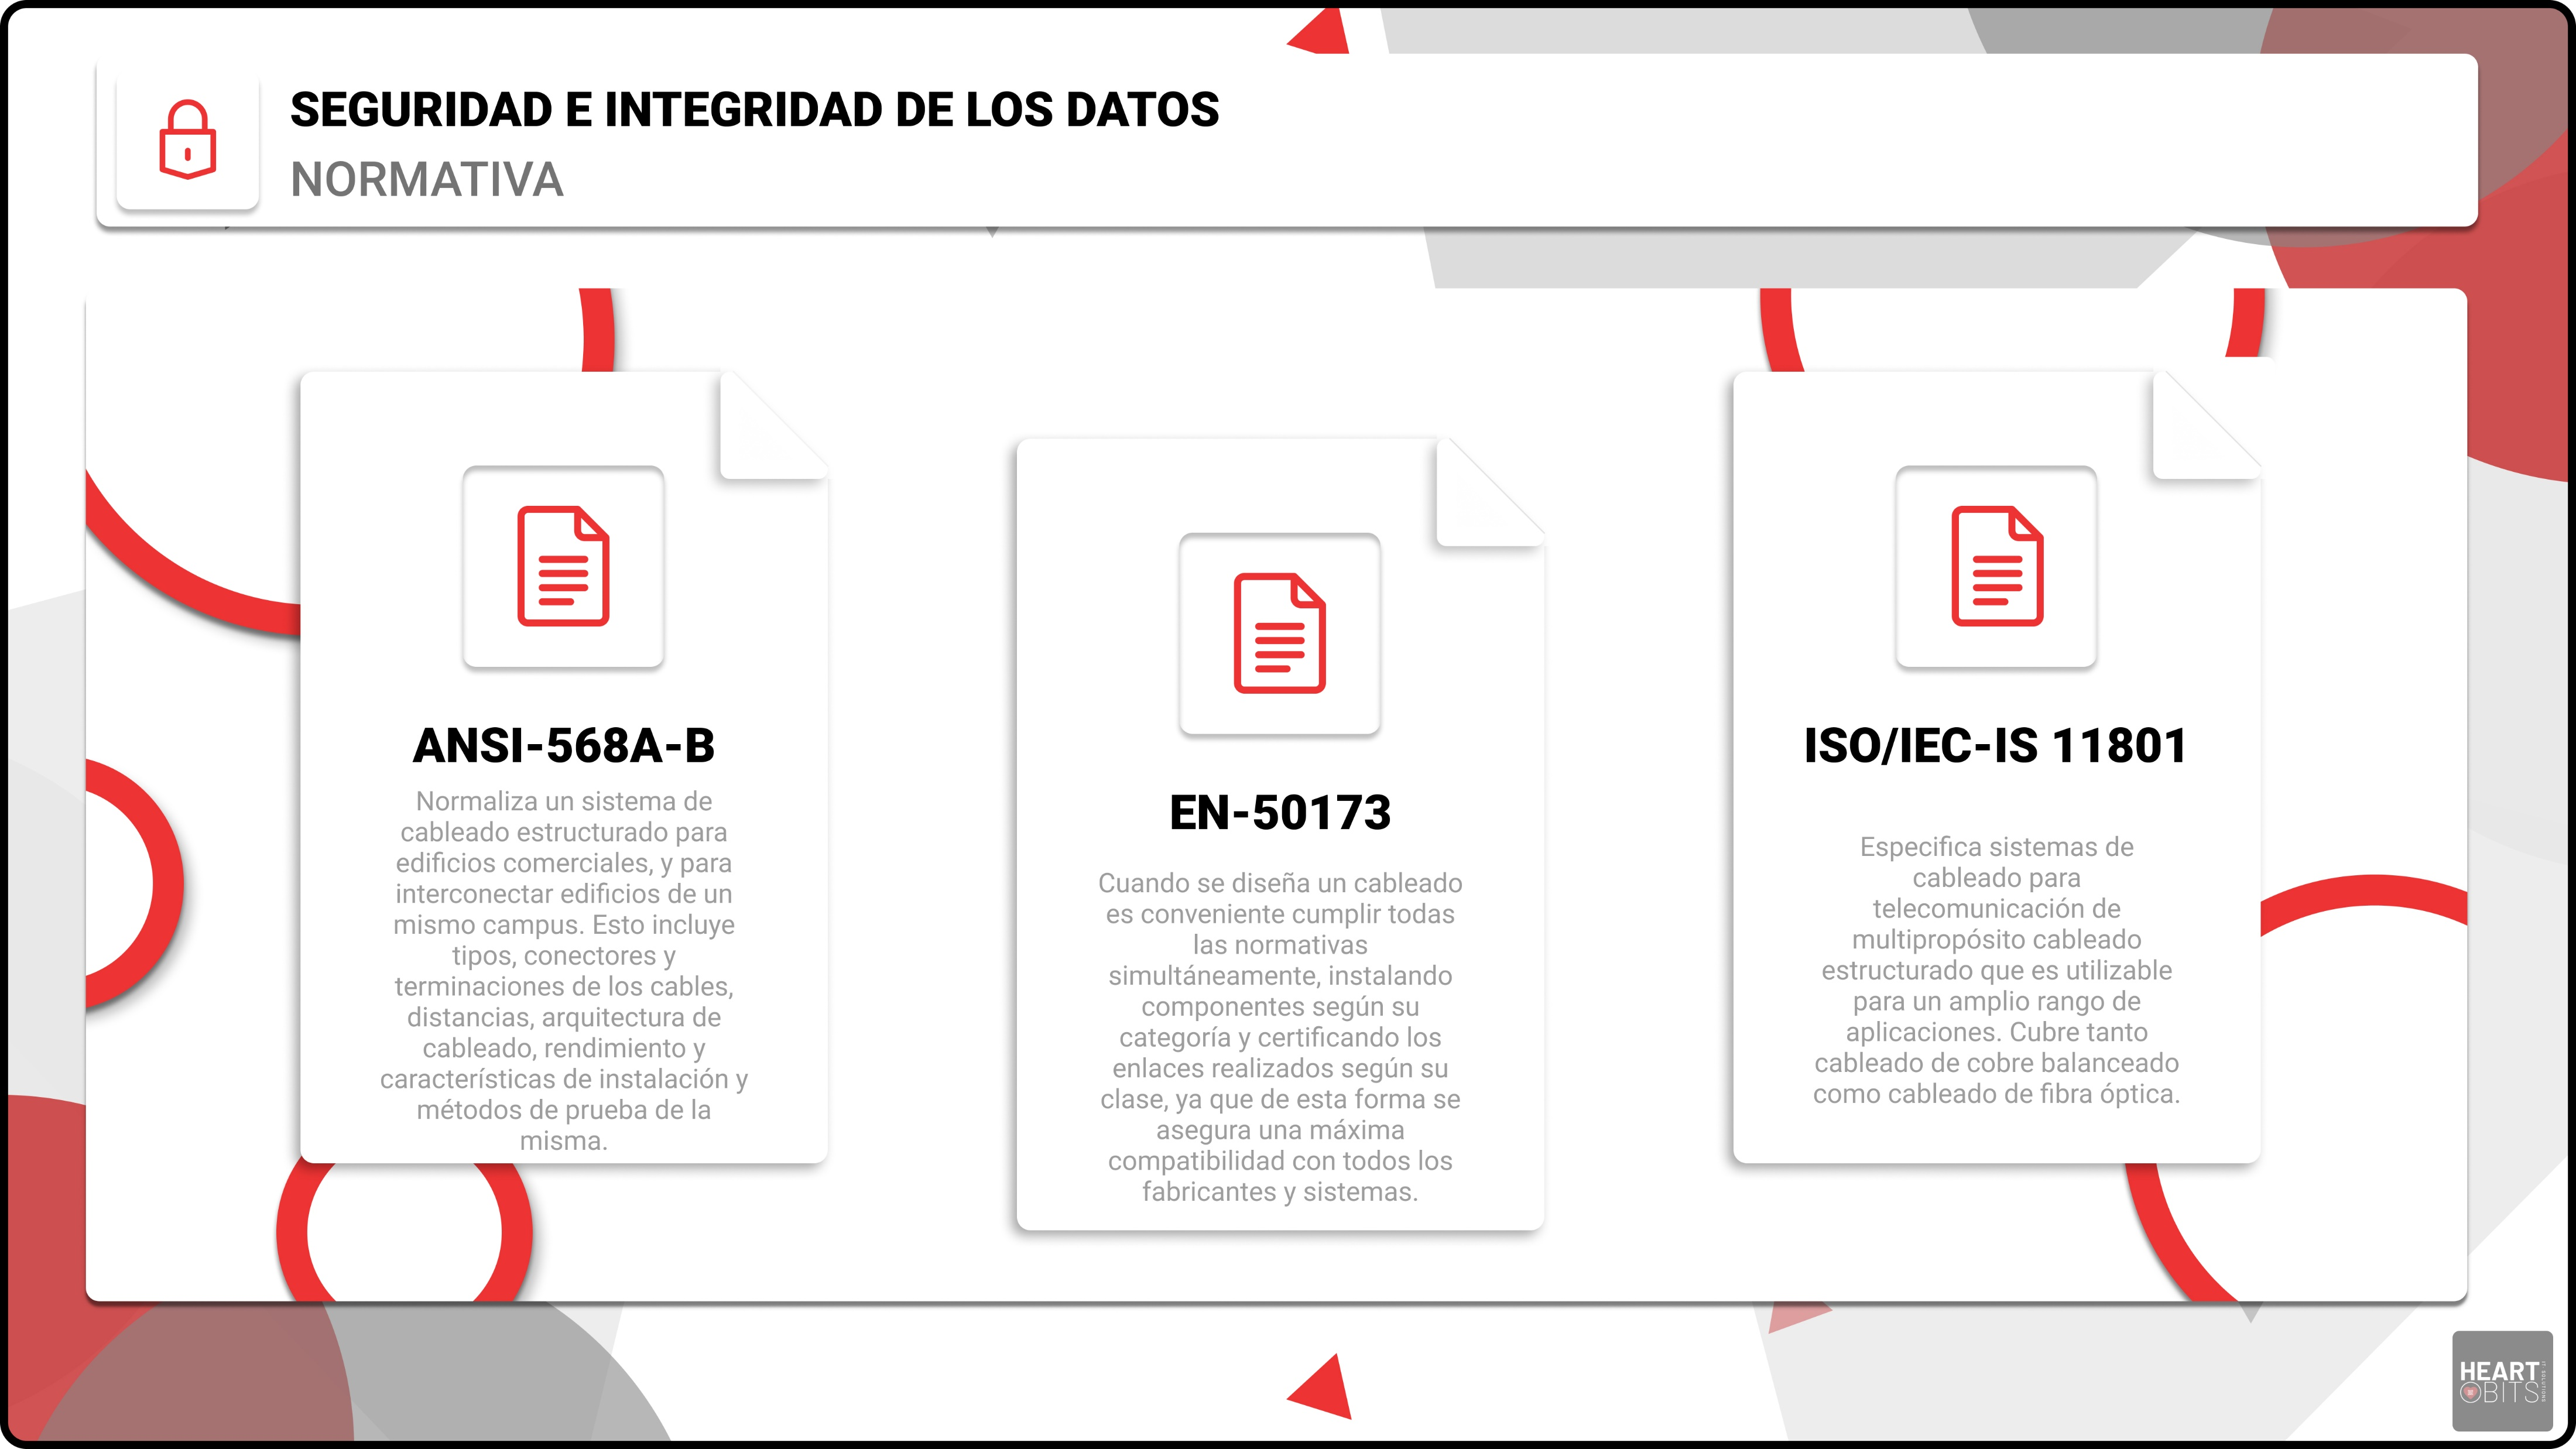 SEGURIDAD E INTEGRIDAD DE LOS DATOS
NORMATIVA
ANSI-568A-B
Normaliza un sistema de
cableado estructurado para
edificios comerciales, y para
interconectar edificios de un
mismo campus. Esto incluye
tipos, conectores y
terminaciones de los cables,
distancias, arquitectura de
cableado, rendimiento y
características de instalación y
métodos de prueba de la
misma.
EN-50173
Cuando se diseña un cableado
es conveniente cumplir todas
las normativas
simultáneamente, instalando
componentes según su
categoría y certificando los
enlaces realizados según su
clase, ya que de esta forma se
asegura una máxima
compatibilidad con todos los
fabricantes y sistemas.
ISO/IEC-IS 11801
Especifica sistemas de
cableado para
telecomunicación de
multipropósito cableado
estructurado que es utilizable
para un amplio rango de
aplicaciones. Cubre tanto
cableado de cobre balanceado
como cableado de fibra óptica.
HEART
BITS